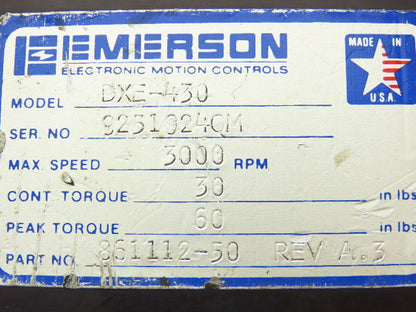 EMERSON
ELECTRONIC MOTION CONTROLS
MADE IN
U.S.A.
MODEL DXE-430
SER. NO 9251024CM
MAX. SPEED 3000 RPM
CONT. TORQUE 30 in lbs
PEAK TORQUE 60 in lbs
PART NO. 861112-50 REV A.3